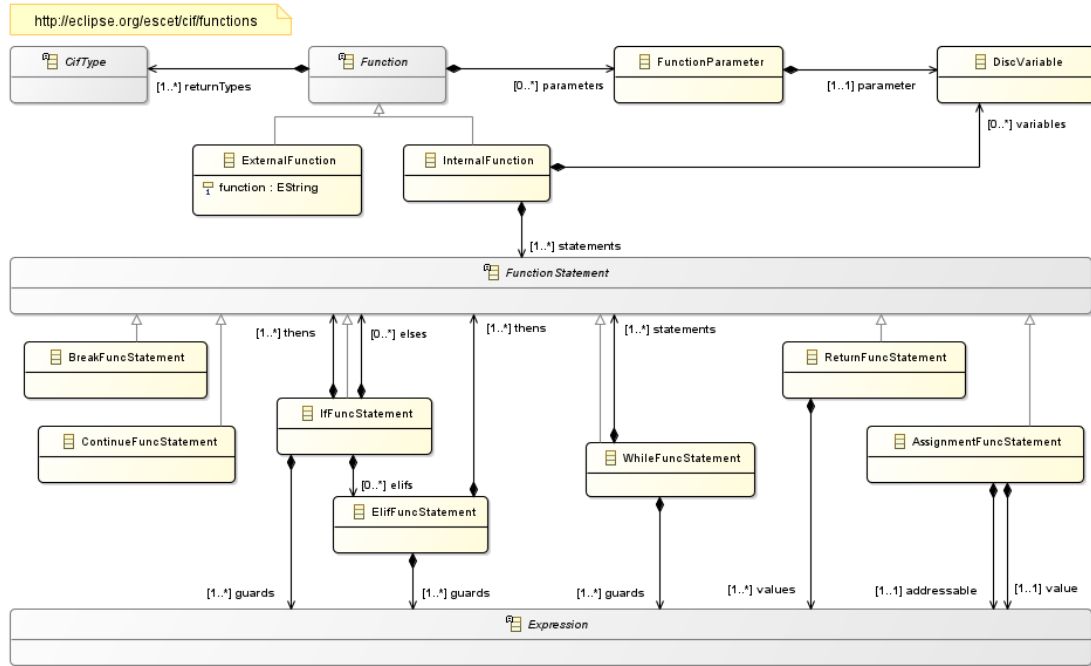 http://eclipse.org/escet/cif/functions
CifType
Function
FunctionParameter
DiscVariable
[1..*] returnTypes
[0..*] parameters
[1..1] parameter
[0..*] variables
ExternalFunction
function : EString
InternalFunction
[1..*] statements
FunctionStatement
[1..*] thens
[0..*] elses
[1..*] thens
[1..*] statements
BreakFuncStatement
ReturnFuncStatement
IfFuncStatement
ContinueFuncStatement
AssignmentFuncStatement
WhileFuncStatement
[0..*] elifs
ElifFuncStatement
[1..*] guards
[1..*] guards
[1..*] guards
[1..*] values
[1..1] addressable
[1..1] value
Expression